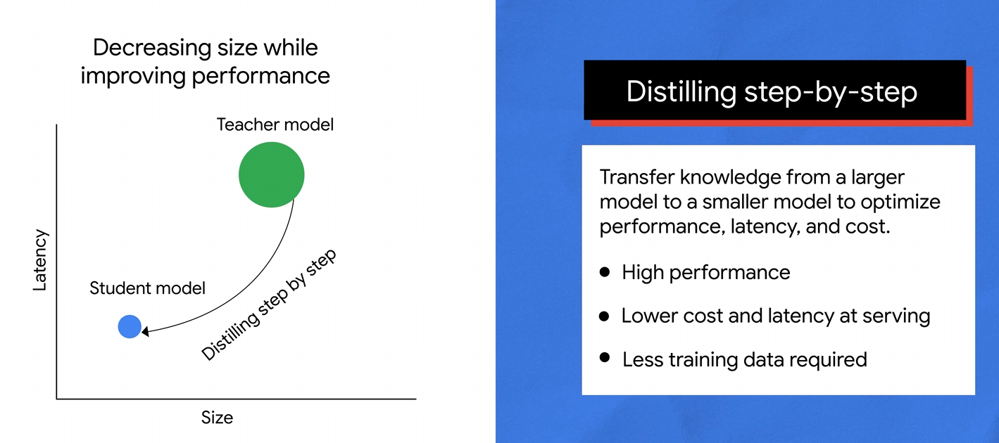 Decreasing size while
improving performance
Teacher model
Latency
Student model
Distilling step by step
Size
Distilling step-by-step
Transfer knowledge from a larger
model to a smaller model to optimize
performance, latency, and cost.
High performance
Lower cost and latency at serving
Less training data required